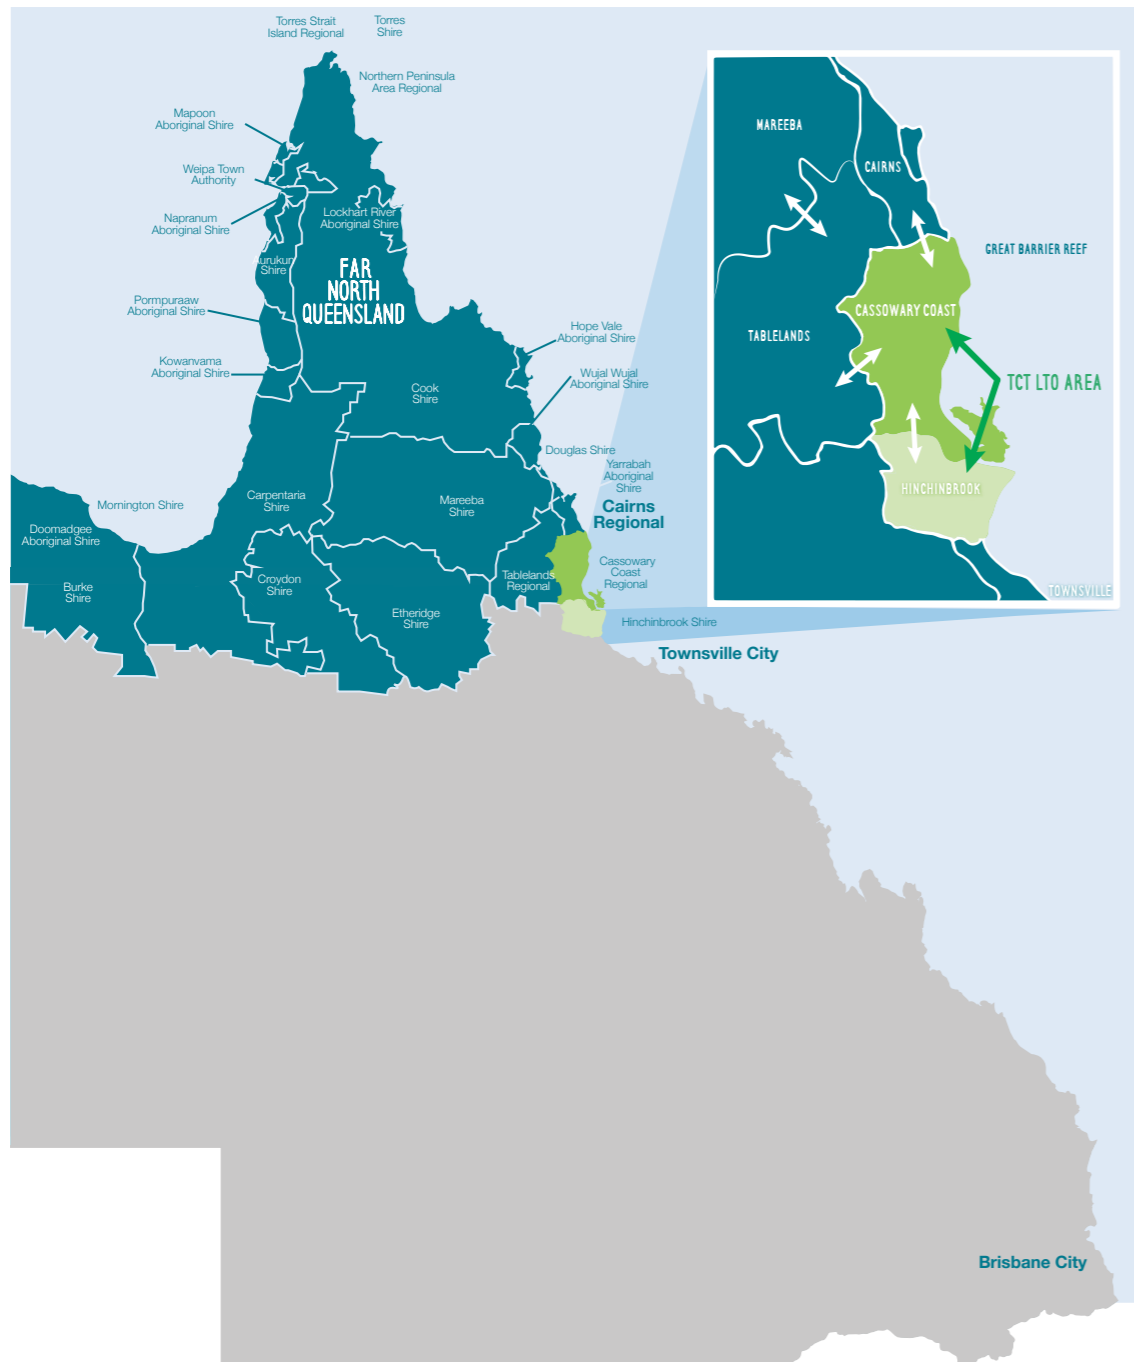 Torres Strait
Island Regional
Torres
Shire
Northern Peninsula
Area Regional
Mapoon
Aboriginal Shire
Weipa Town
Authority
Napranum
Aboriginal Shire
Lockhart River
Aboriginal Shire
Aurukun
Shire
FAR
NORTH
QUEENSLAND
Pormpuraaw
Aboriginal Shire
Kowanvama
Aboriginal Shire
Hope Vale
Aboriginal Shire
Wujal Wujal
Aboriginal Shire
Cook
Shire
Douglas Shire
Yarrabah
Aboriginal
Shire
Cairns
Regional
Mornington Shire
Carpentaria
Shire
Mareeba
Shire
Doomadgee
Aboriginal Shire
Burke
Shire
Croydon
Shire
Tablelands
Regional
Cassowary
Coast
Regional
Etheridge
Shire
Hinchinbrook Shire
Townsville City
Brisbane City
MAREEBA
CAIRNS
GREAT BARRIER REEF
CASSOWARY COAST
TABLELANDS
TCT LTO AREA
HINCHINBROOK
TOWNSVILLE